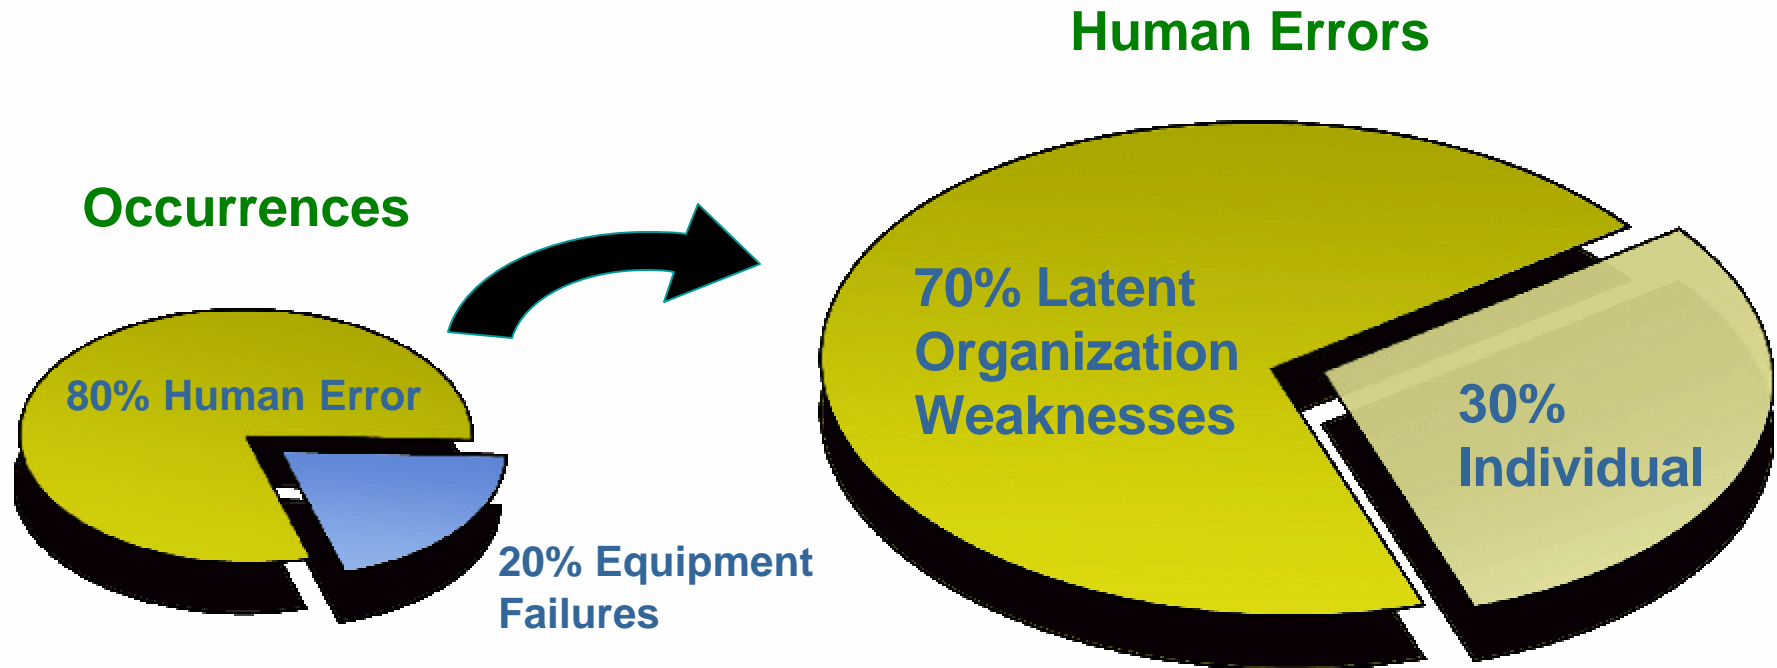 Human Errors
Occurrences
80% Human Error
20% Equipment
Failures
70% Latent
Organization
Weaknesses
30%
Individual